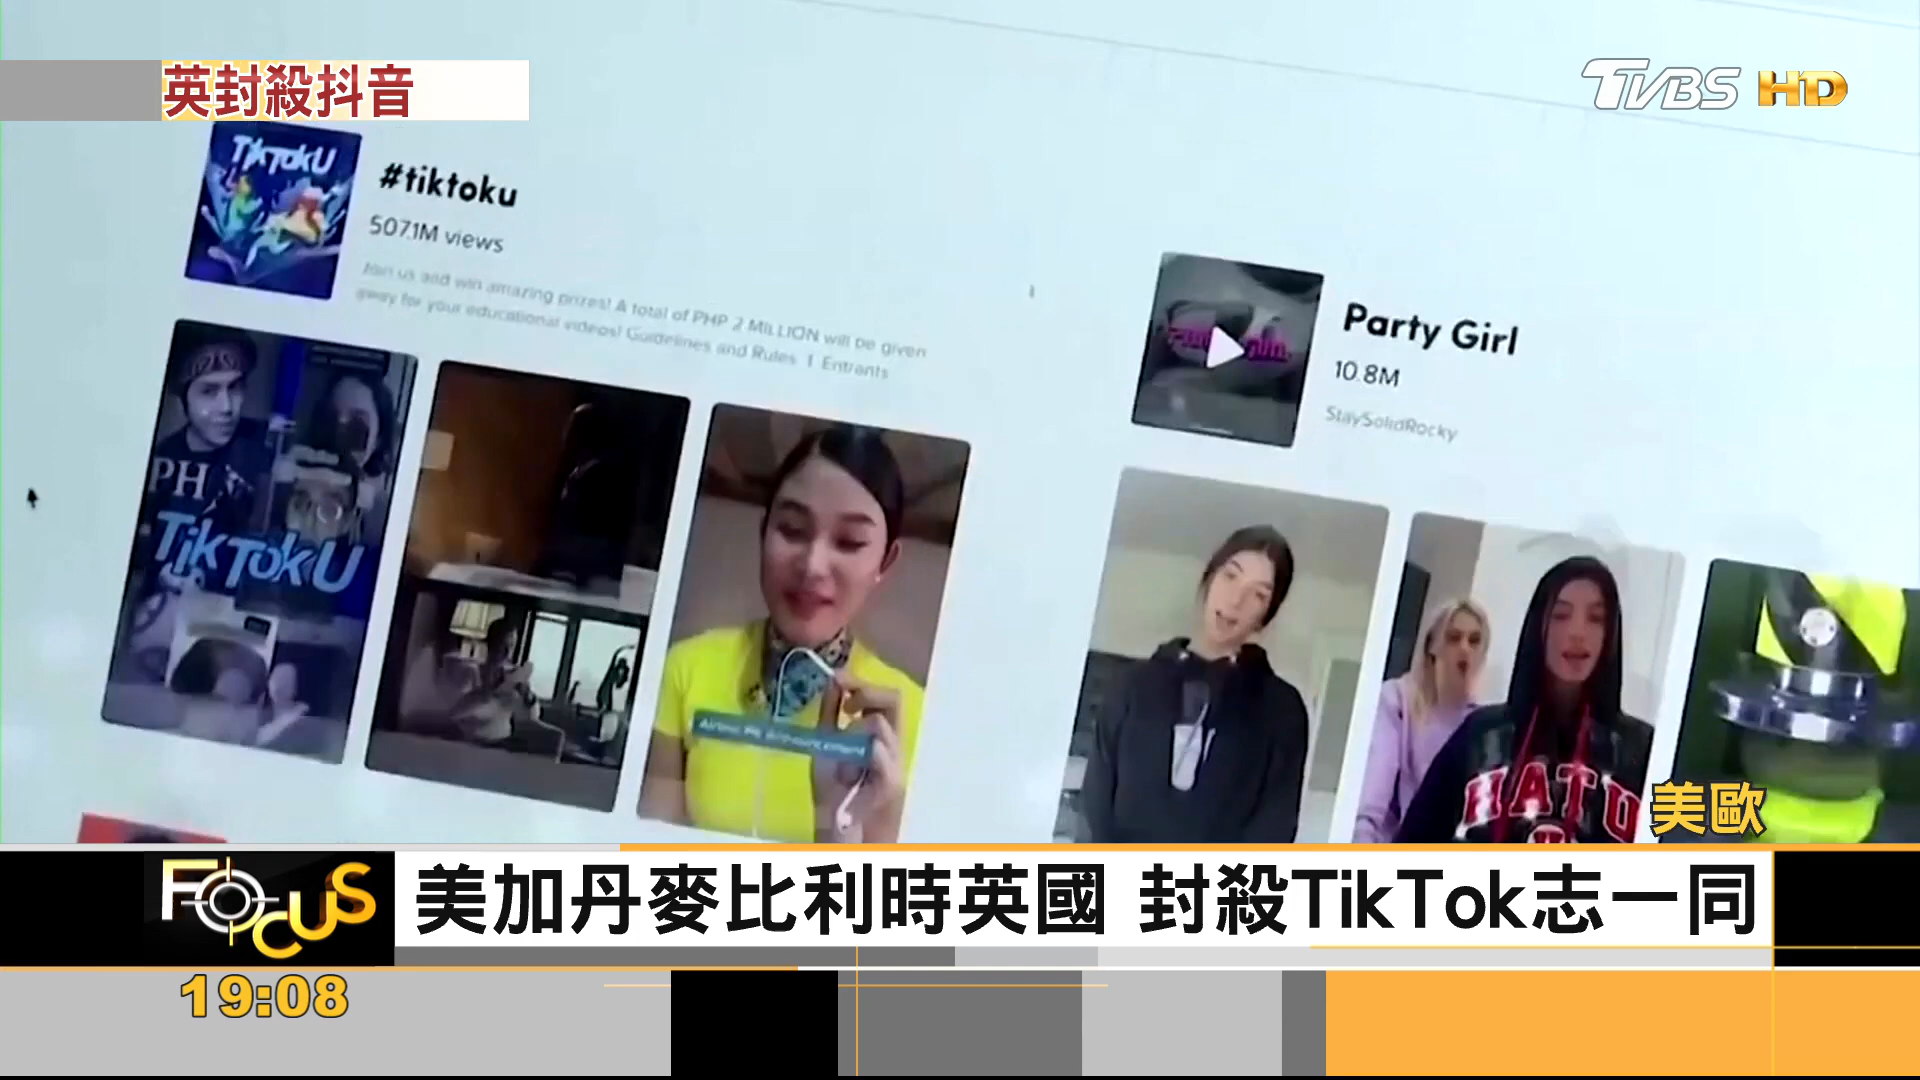 英封殺抖音
TVBS HD
TikTokU
#tiktoku
507.1M views
Join us and win amazing prizes! A total of PHP 2 MILLION will be given
away for your educational videos! Guidelines and Rules | Entrants
Party Girl
10.8M
StaySolidRocky
PH
TikTokU
美歐
FOCUS
美加丹麥比利時英國 封殺TikTok志一同
19:08